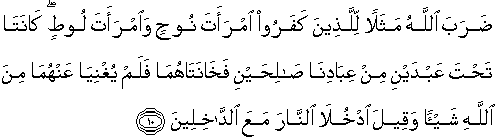 ضَرَبَ ٱللَّهُ مَثَلًا لِّلَّذِينَ كَفَرُوا۟ ٱمْرَأَتَ نُوحٍ وَٱمْرَأَتَ لُوطٍ ۖ كَانَتَا
تَحْتَ عَبْدَيْنِ مِنْ عِبَادِنَا صَـٰلِحَيْنِ فَخَانَتَاهُمَا فَلَمْ يُغْنِيَا عَنْهُمَا مِنَ
ٱللَّهِ شَيْـًٔا وَقِيلَ ٱدْخُلَا ٱلنَّارَ مَعَ ٱلدَّٰخِلِينَ ﴿١٠﴾